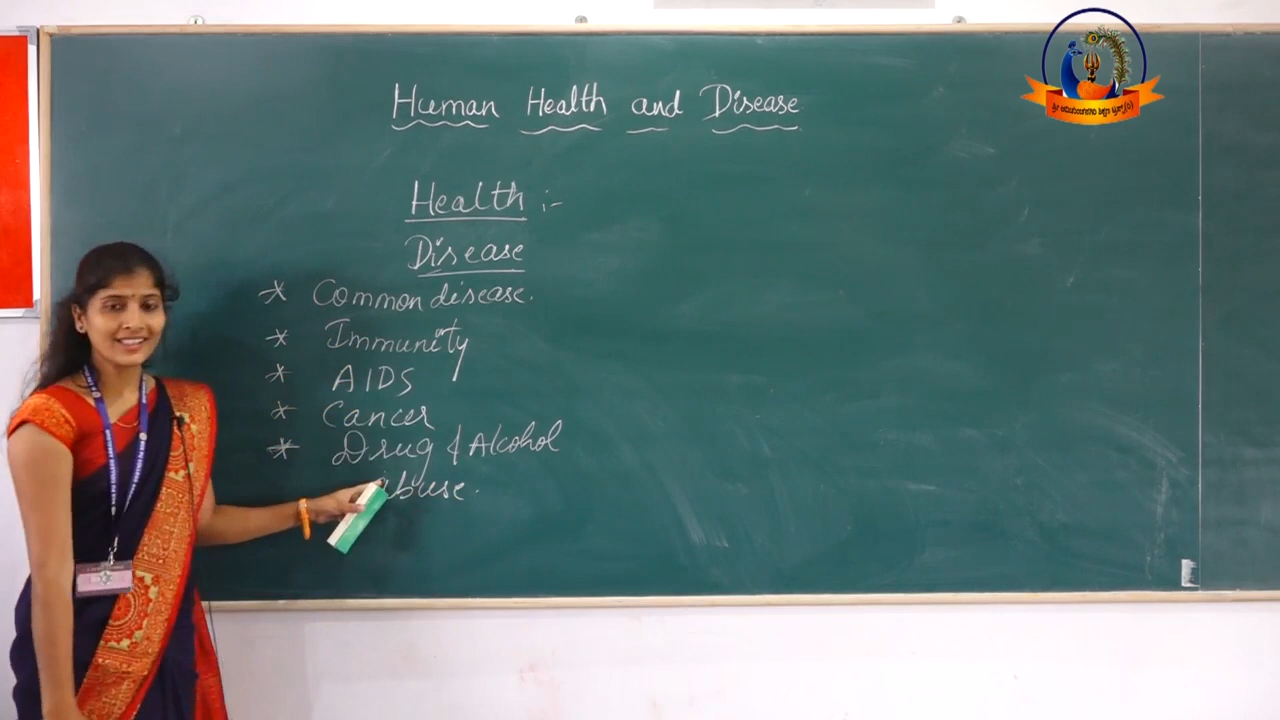 Human Health and Disease
Health :-
Disease
* Common disease.
* Immunity
* AIDS
* Cancer
* Drug & Alcohol
abuse.